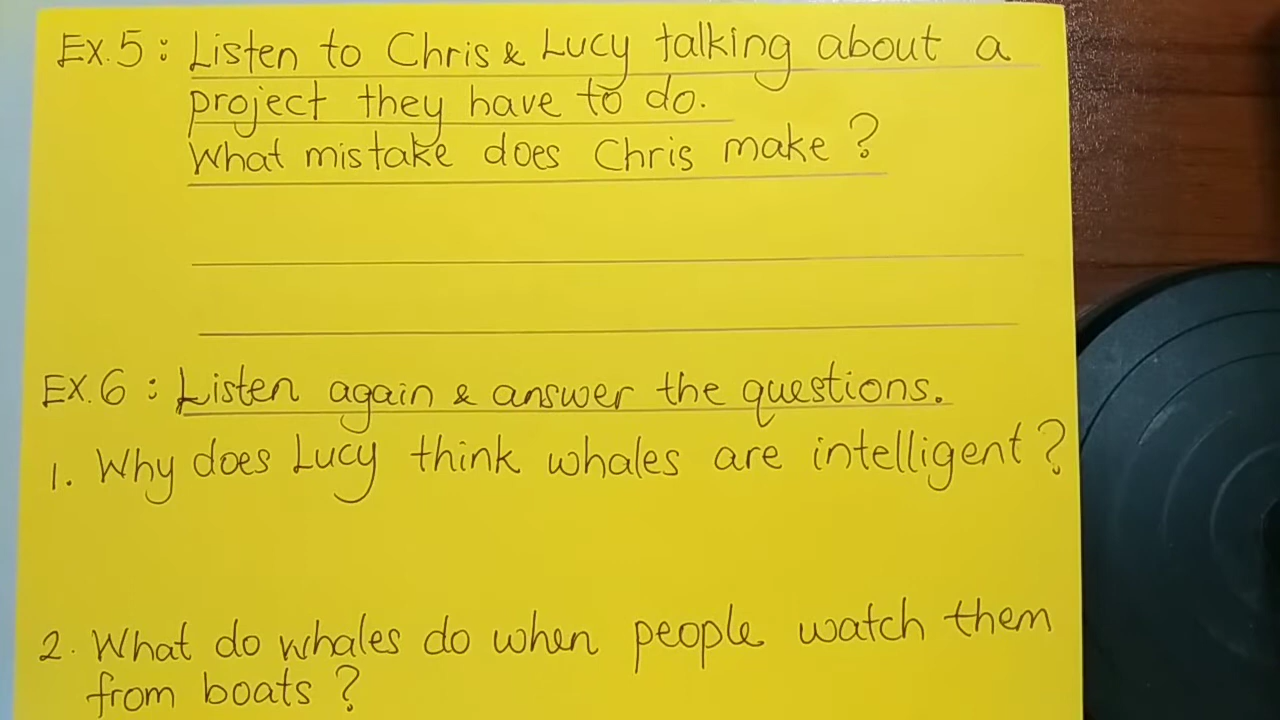 Ex.5 : Listen to Chris & Lucy talking about a
project they have to do.
What mistake does Chris make ?
Ex.6 : Listen again & answer the questions.
1. Why does Lucy think whales are intelligent ?
2. What do whales do when people watch them
from boats ?